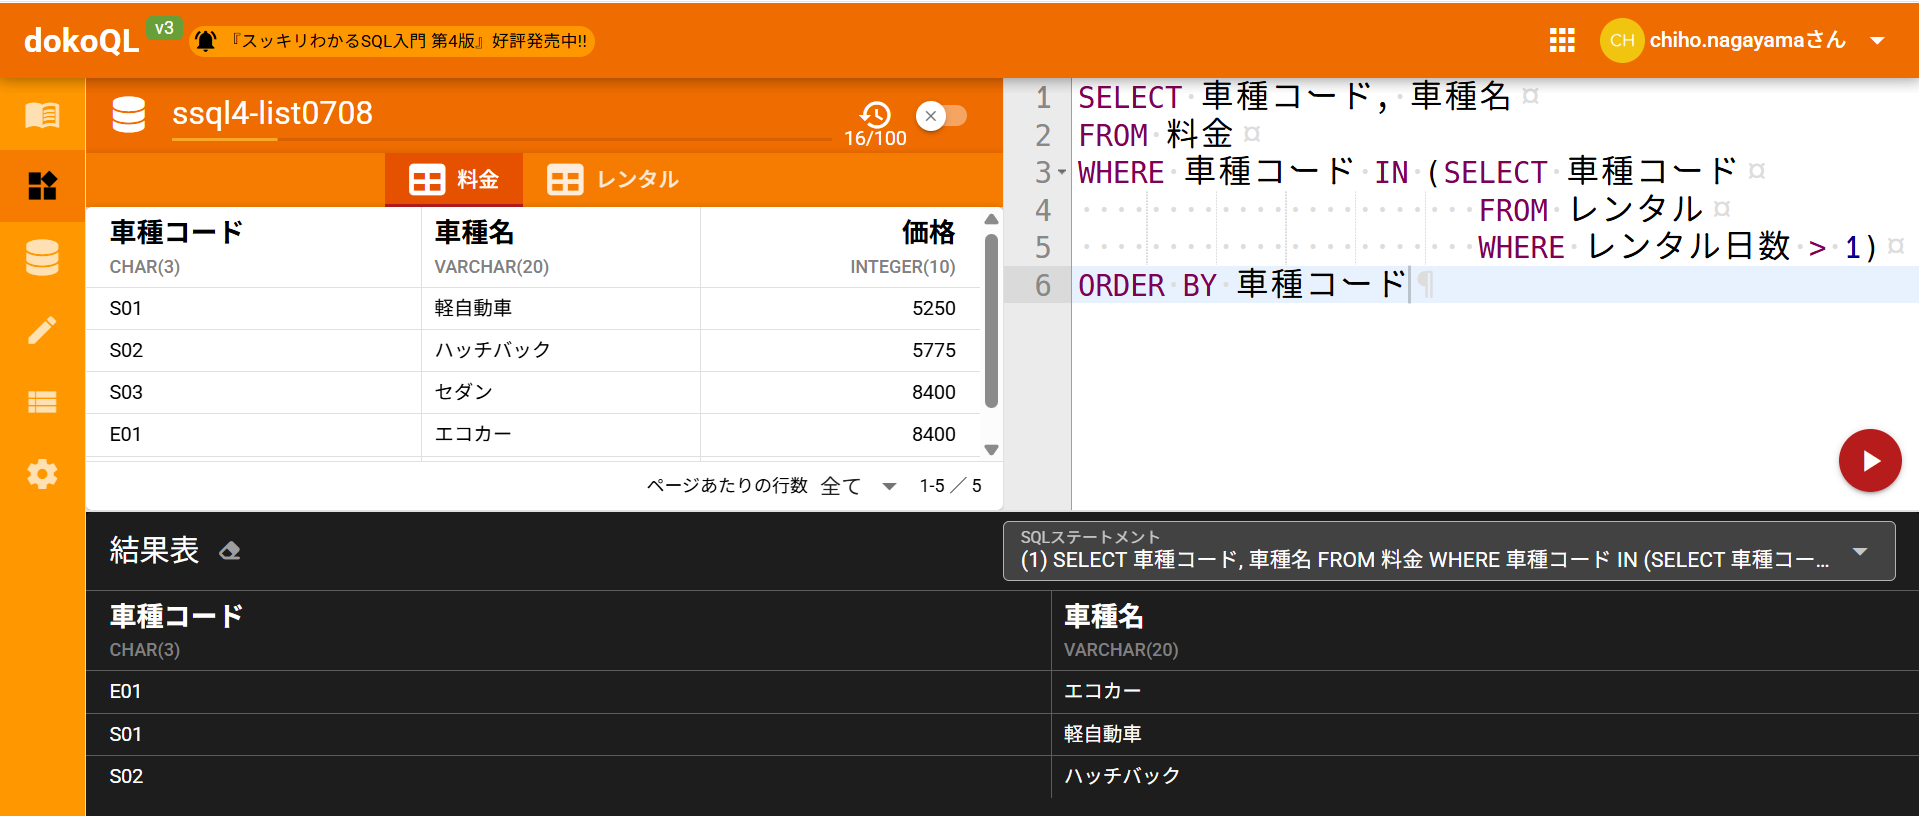 dokoQL v3 『スッキリわかるSQL入門 第4版』好評発売中!! CH chiho.nagayamaさん
ssql4-list0708 16/100
料金 レンタル
車種コード 車種名 価格
CHAR(3) VARCHAR(20) INTEGER(10)
S01 軽自動車 5250
S02 ハッチバック 5775
S03 セダン 8400
E01 エコカー 8400
ページあたりの行数 全て 1-5 ／ 5
1 SELECT 車種コード, 車種名
2 FROM 料金
3 WHERE 車種コード IN (SELECT 車種コード
4 FROM レンタル
5 WHERE レンタル日数 > 1)
6 ORDER BY 車種コード
結果表
SQLステートメント
(1) SELECT 車種コード, 車種名 FROM 料金 WHERE 車種コード IN (SELECT 車種コー...
車種コード 車種名
CHAR(3) VARCHAR(20)
E01 エコカー
S01 軽自動車
S02 ハッチバック